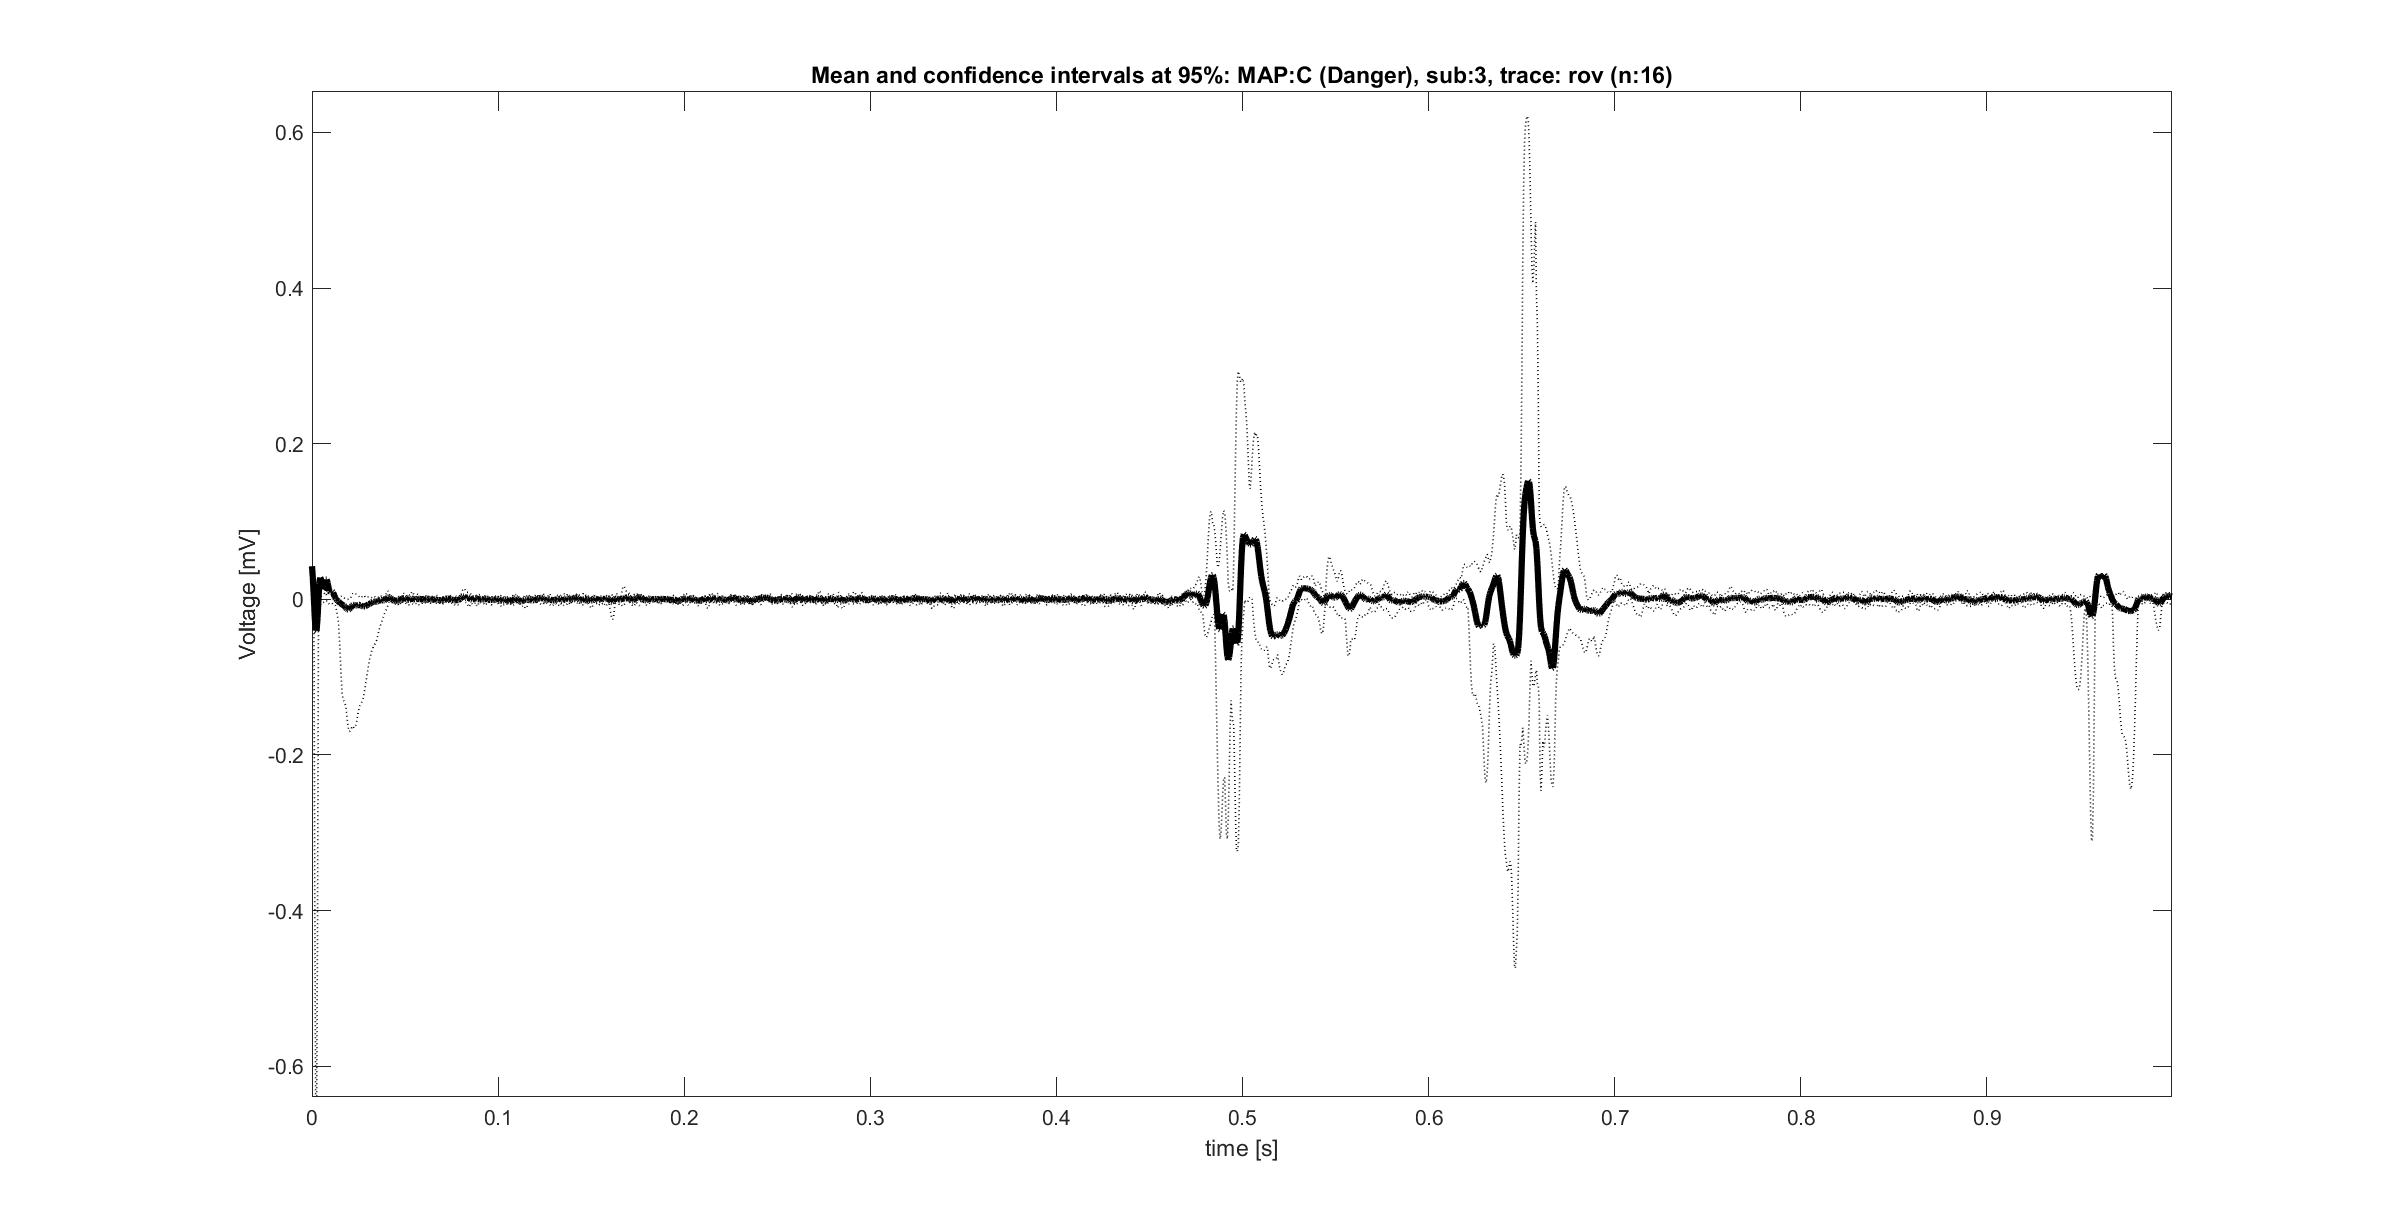 Mean and confidence intervals at 95%: MAP:C (Danger), sub:3, trace: rov (n:16)
0.6
0.4
0.2
0
-0.2
-0.4
-0.6
Voltage [mV]
0 0.1 0.2 0.3 0.4 0.5 0.6 0.7 0.8 0.9
time [s]